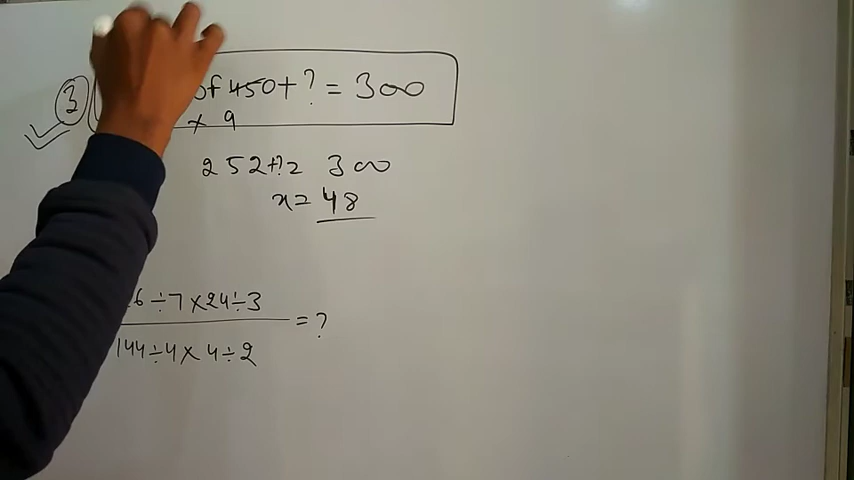 3 of 450+? = 300
x 9
252+?= 300
x= 48
6÷7×24÷3
= ?
144÷4× 4÷2